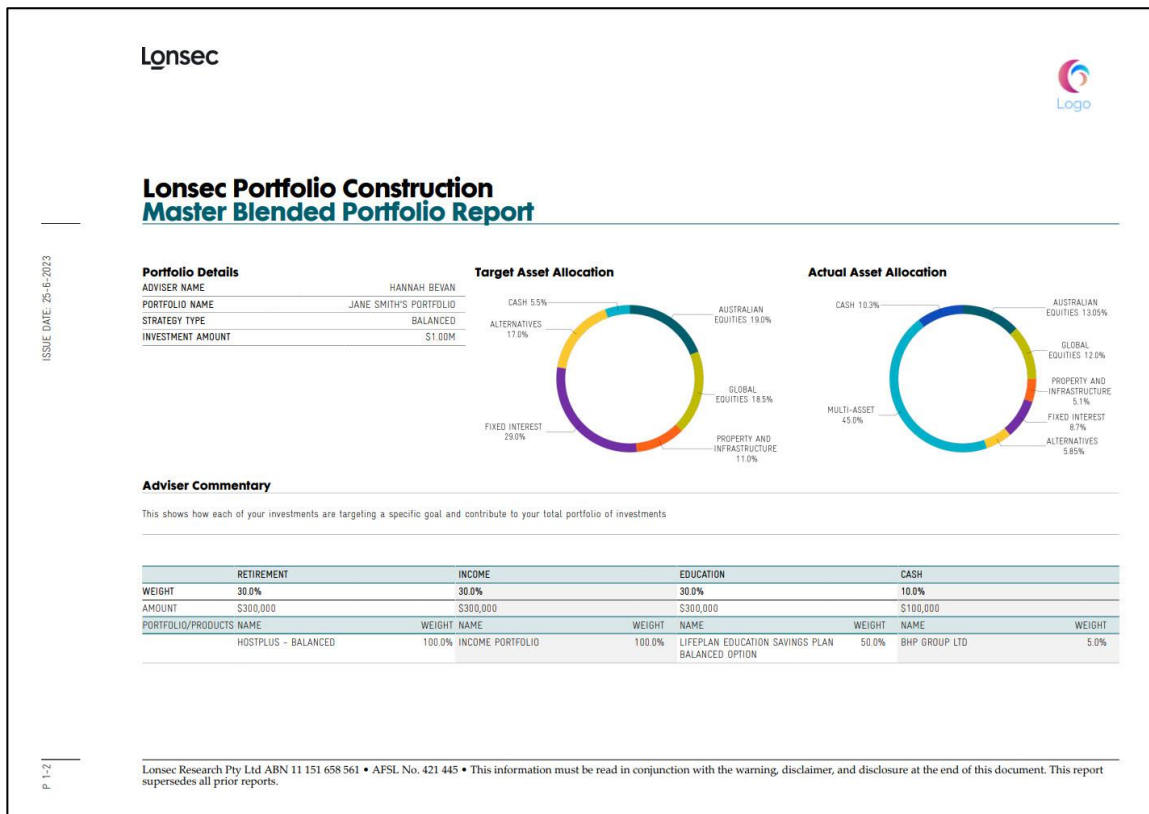 Lonsec
Logo
Lonsec Portfolio Construction
Master Blended Portfolio Report
ISSUE DATE: 25-6-2023
Portfolio Details
ADVISER NAME HANNAH BEVAN
PORTFOLIO NAME JANE SMITH'S PORTFOLIO
STRATEGY TYPE BALANCED
INVESTMENT AMOUNT $1.00M
Target Asset Allocation
CASH 5.5%
ALTERNATIVES
17.0%
FIXED INTEREST
29.0%
AUSTRALIAN
EQUITIES 19.0%
GLOBAL
EQUITIES 18.5%
PROPERTY AND
INFRASTRUCTURE
11.0%
Actual Asset Allocation
CASH 10.3%
MULTI-ASSET
45.0%
AUSTRALIAN
EQUITIES 13.05%
GLOBAL
EQUITIES 12.0%
PROPERTY AND
INFRASTRUCTURE
5.1%
FIXED INTEREST
8.7%
ALTERNATIVES
5.85%
Adviser Commentary
This shows how each of your investments are targeting a specific goal and contribute to your total portfolio of investments
RETIREMENT INCOME EDUCATION CASH
WEIGHT 30.0% 30.0% 30.0% 10.0%
AMOUNT $300,000 $300,000 $300,000 $100,000
PORTFOLIO/PRODUCTS NAME WEIGHT NAME WEIGHT NAME WEIGHT NAME WEIGHT
HOSTPLUS - BALANCED 100.0% INCOME PORTFOLIO 100.0% LIFEPLAN EDUCATION SAVINGS PLAN 50.0% BHP GROUP LTD 5.0%
BALANCED OPTION
P 1-2
Lonsec Research Pty Ltd ABN 11 151 658 561 • AFSL No. 421 445 • This information must be read in conjunction with the warning, disclaimer, and disclosure at the end of this document. This report
supersedes all prior reports.